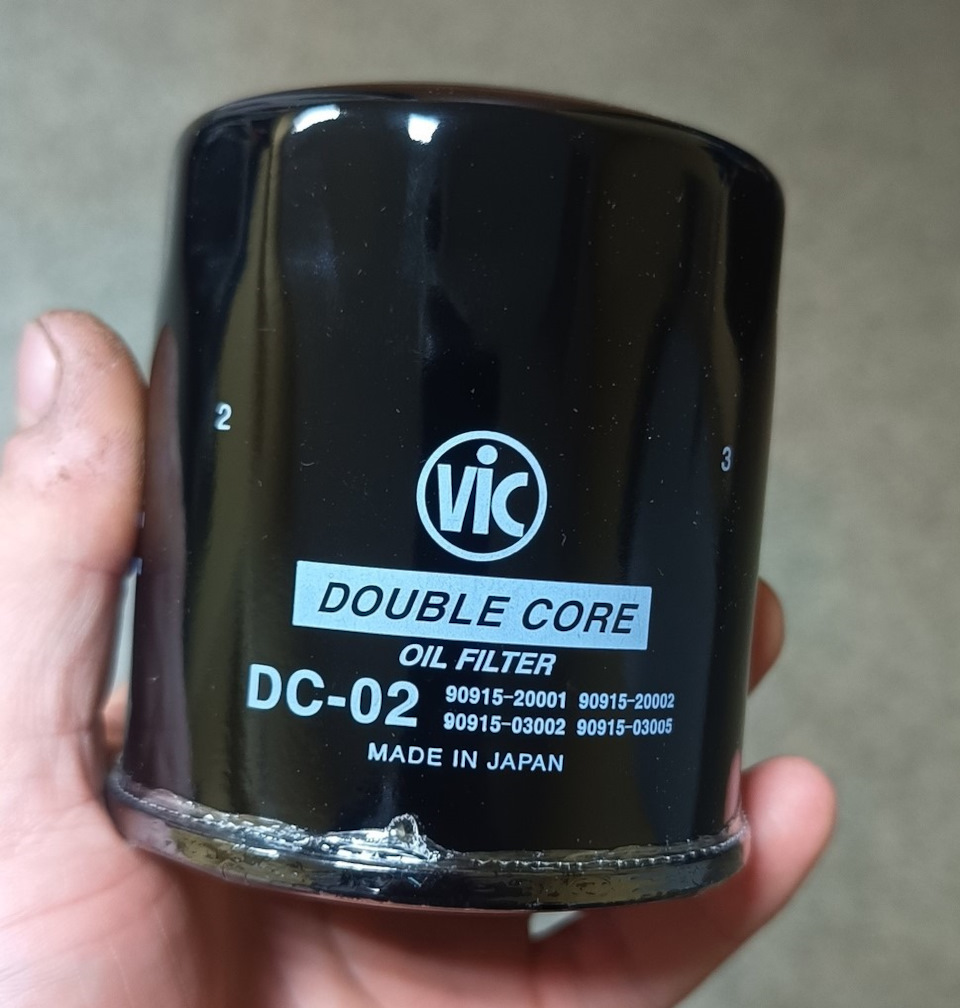 2
3
VIC
DOUBLE CORE
OIL FILTER
DC-02 90915-20001 90915-20002
90915-03002 90915-03005
MADE IN JAPAN